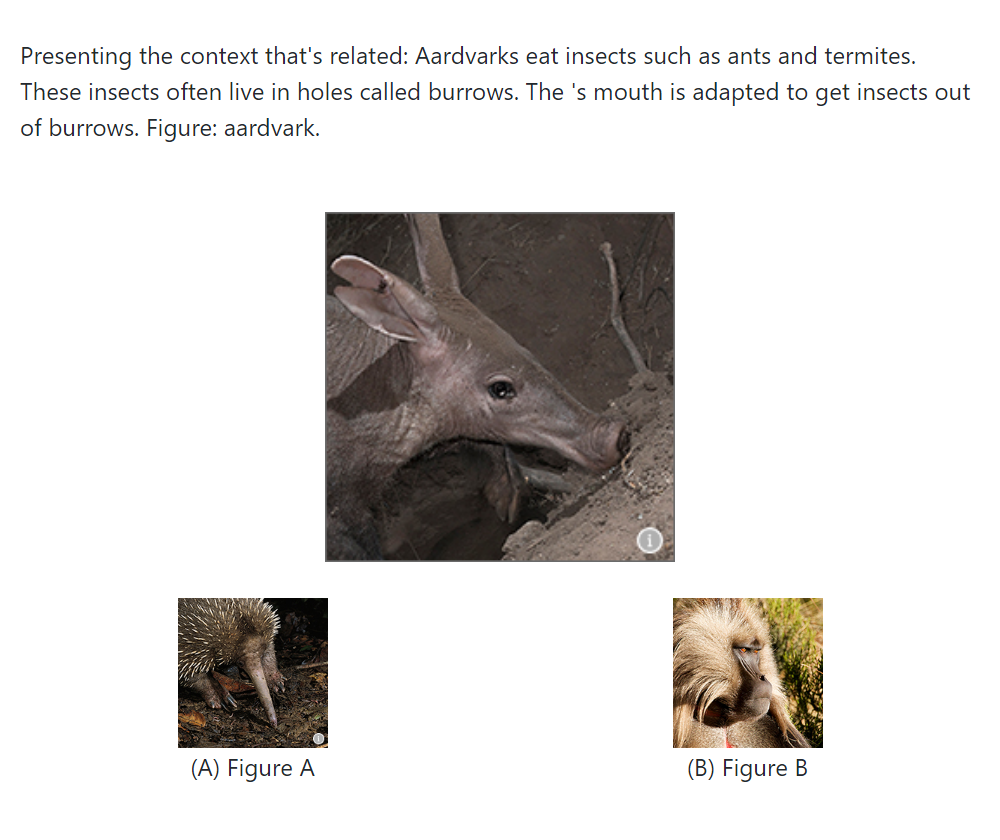 Presenting the context that's related: Aardvarks eat insects such as ants and termites.
These insects often live in holes called burrows. The 's mouth is adapted to get insects out
of burrows. Figure: aardvark.
(A) Figure A
(B) Figure B